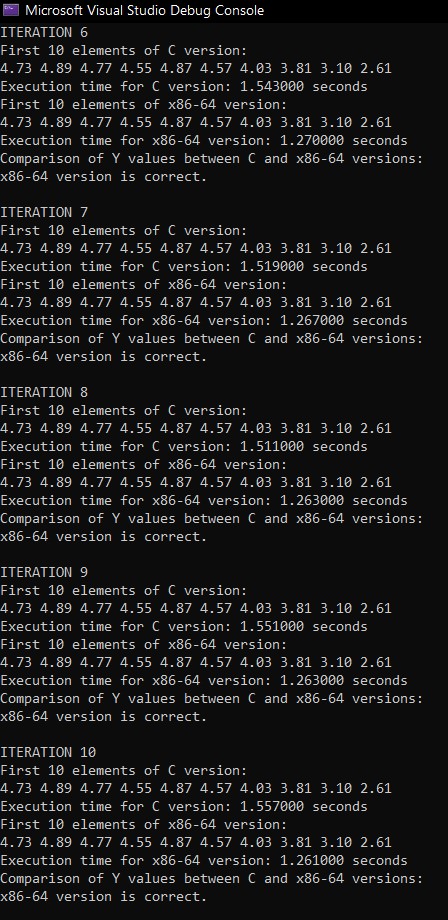 Microsoft Visual Studio Debug Console
ITERATION 6
First 10 elements of C version:
4.73 4.89 4.77 4.55 4.87 4.57 4.03 3.81 3.10 2.61
Execution time for C version: 1.543000 seconds
First 10 elements of x86-64 version:
4.73 4.89 4.77 4.55 4.87 4.57 4.03 3.81 3.10 2.61
Execution time for x86-64 version: 1.270000 seconds
Comparison of Y values between C and x86-64 versions:
x86-64 version is correct.
ITERATION 7
First 10 elements of C version:
4.73 4.89 4.77 4.55 4.87 4.57 4.03 3.81 3.10 2.61
Execution time for C version: 1.519000 seconds
First 10 elements of x86-64 version:
4.73 4.89 4.77 4.55 4.87 4.57 4.03 3.81 3.10 2.61
Execution time for x86-64 version: 1.267000 seconds
Comparison of Y values between C and x86-64 versions:
x86-64 version is correct.
ITERATION 8
First 10 elements of C version:
4.73 4.89 4.77 4.55 4.87 4.57 4.03 3.81 3.10 2.61
Execution time for C version: 1.511000 seconds
First 10 elements of x86-64 version:
4.73 4.89 4.77 4.55 4.87 4.57 4.03 3.81 3.10 2.61
Execution time for x86-64 version: 1.263000 seconds
Comparison of Y values between C and x86-64 versions:
x86-64 version is correct.
ITERATION 9
First 10 elements of C version:
4.73 4.89 4.77 4.55 4.87 4.57 4.03 3.81 3.10 2.61
Execution time for C version: 1.551000 seconds
First 10 elements of x86-64 version:
4.73 4.89 4.77 4.55 4.87 4.57 4.03 3.81 3.10 2.61
Execution time for x86-64 version: 1.263000 seconds
Comparison of Y values between C and x86-64 versions:
x86-64 version is correct.
ITERATION 10
First 10 elements of C version:
4.73 4.89 4.77 4.55 4.87 4.57 4.03 3.81 3.10 2.61
Execution time for C version: 1.557000 seconds
First 10 elements of x86-64 version:
4.73 4.89 4.77 4.55 4.87 4.57 4.03 3.81 3.10 2.61
Execution time for x86-64 version: 1.261000 seconds
Comparison of Y values between C and x86-64 versions:
x86-64 version is correct.